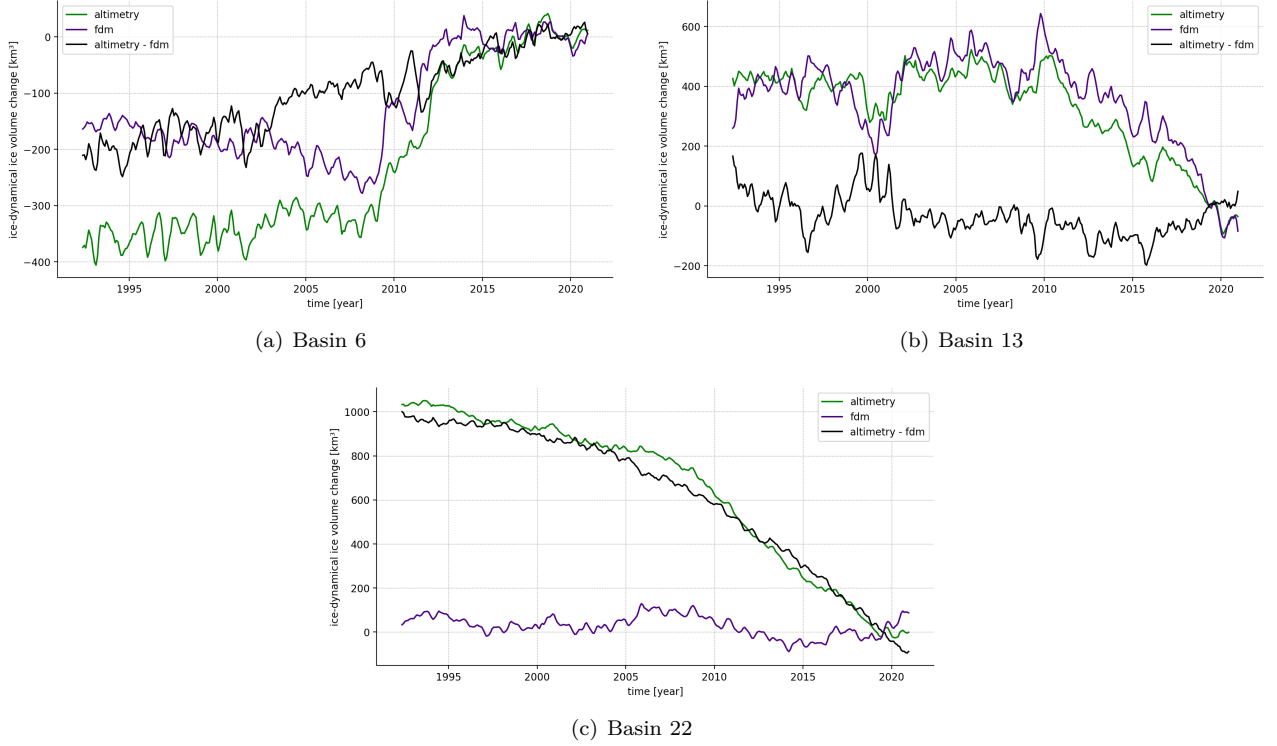 altimetry
fdm
altimetry - fdm
ice-dynamical ice volume change [km³]
0
−100
−200
−300
−400
1995 2000 2005 2010 2015 2020
time [year]
(a) Basin 6
altimetry
fdm
altimetry - fdm
ice-dynamical ice volume change [km³]
600
400
200
0
−200
1995 2000 2005 2010 2015 2020
time [year]
(b) Basin 13
altimetry
fdm
altimetry - fdm
ice-dynamical ice volume change [km³]
1000
800
600
400
200
0
1995 2000 2005 2010 2015 2020
time [year]
(c) Basin 22